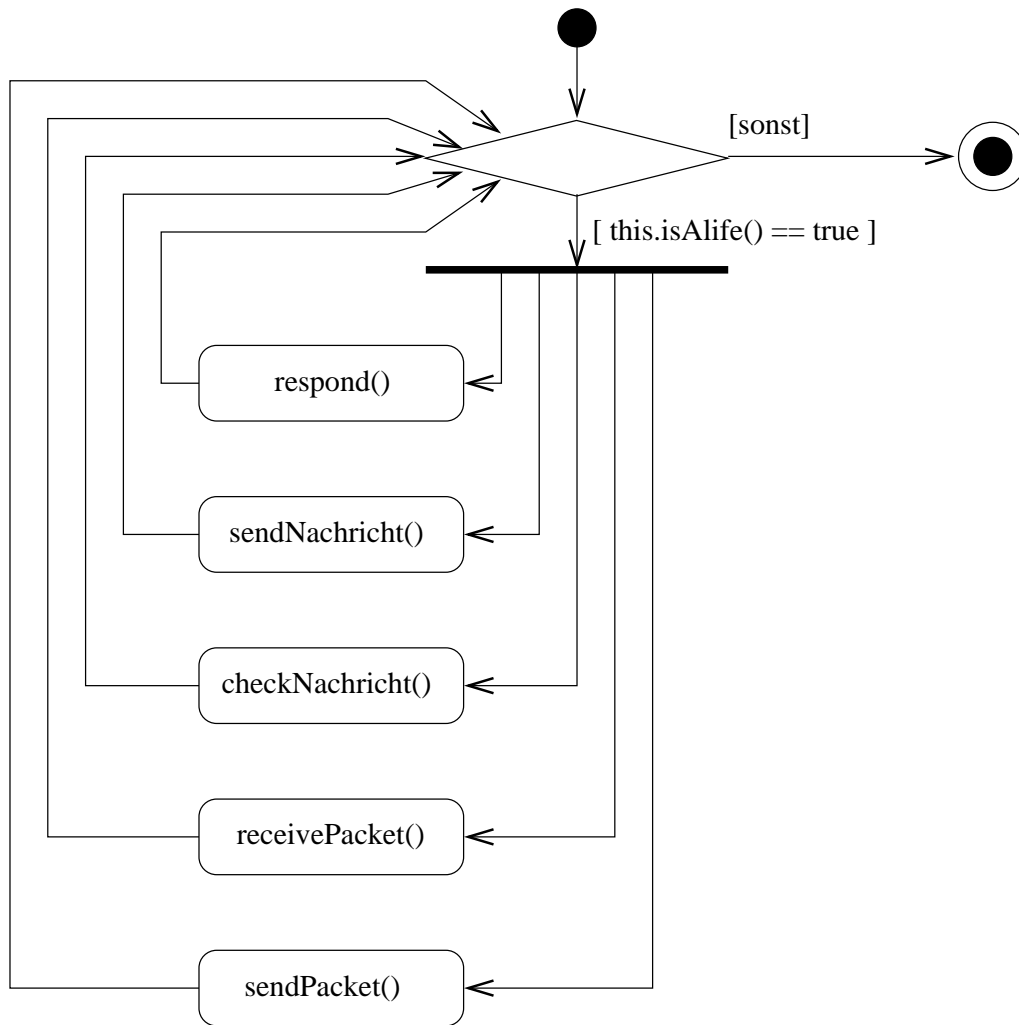 [sonst]
[ this.isAlife() == true ]
respond()
sendNachricht()
checkNachricht()
receivePacket()
sendPacket()